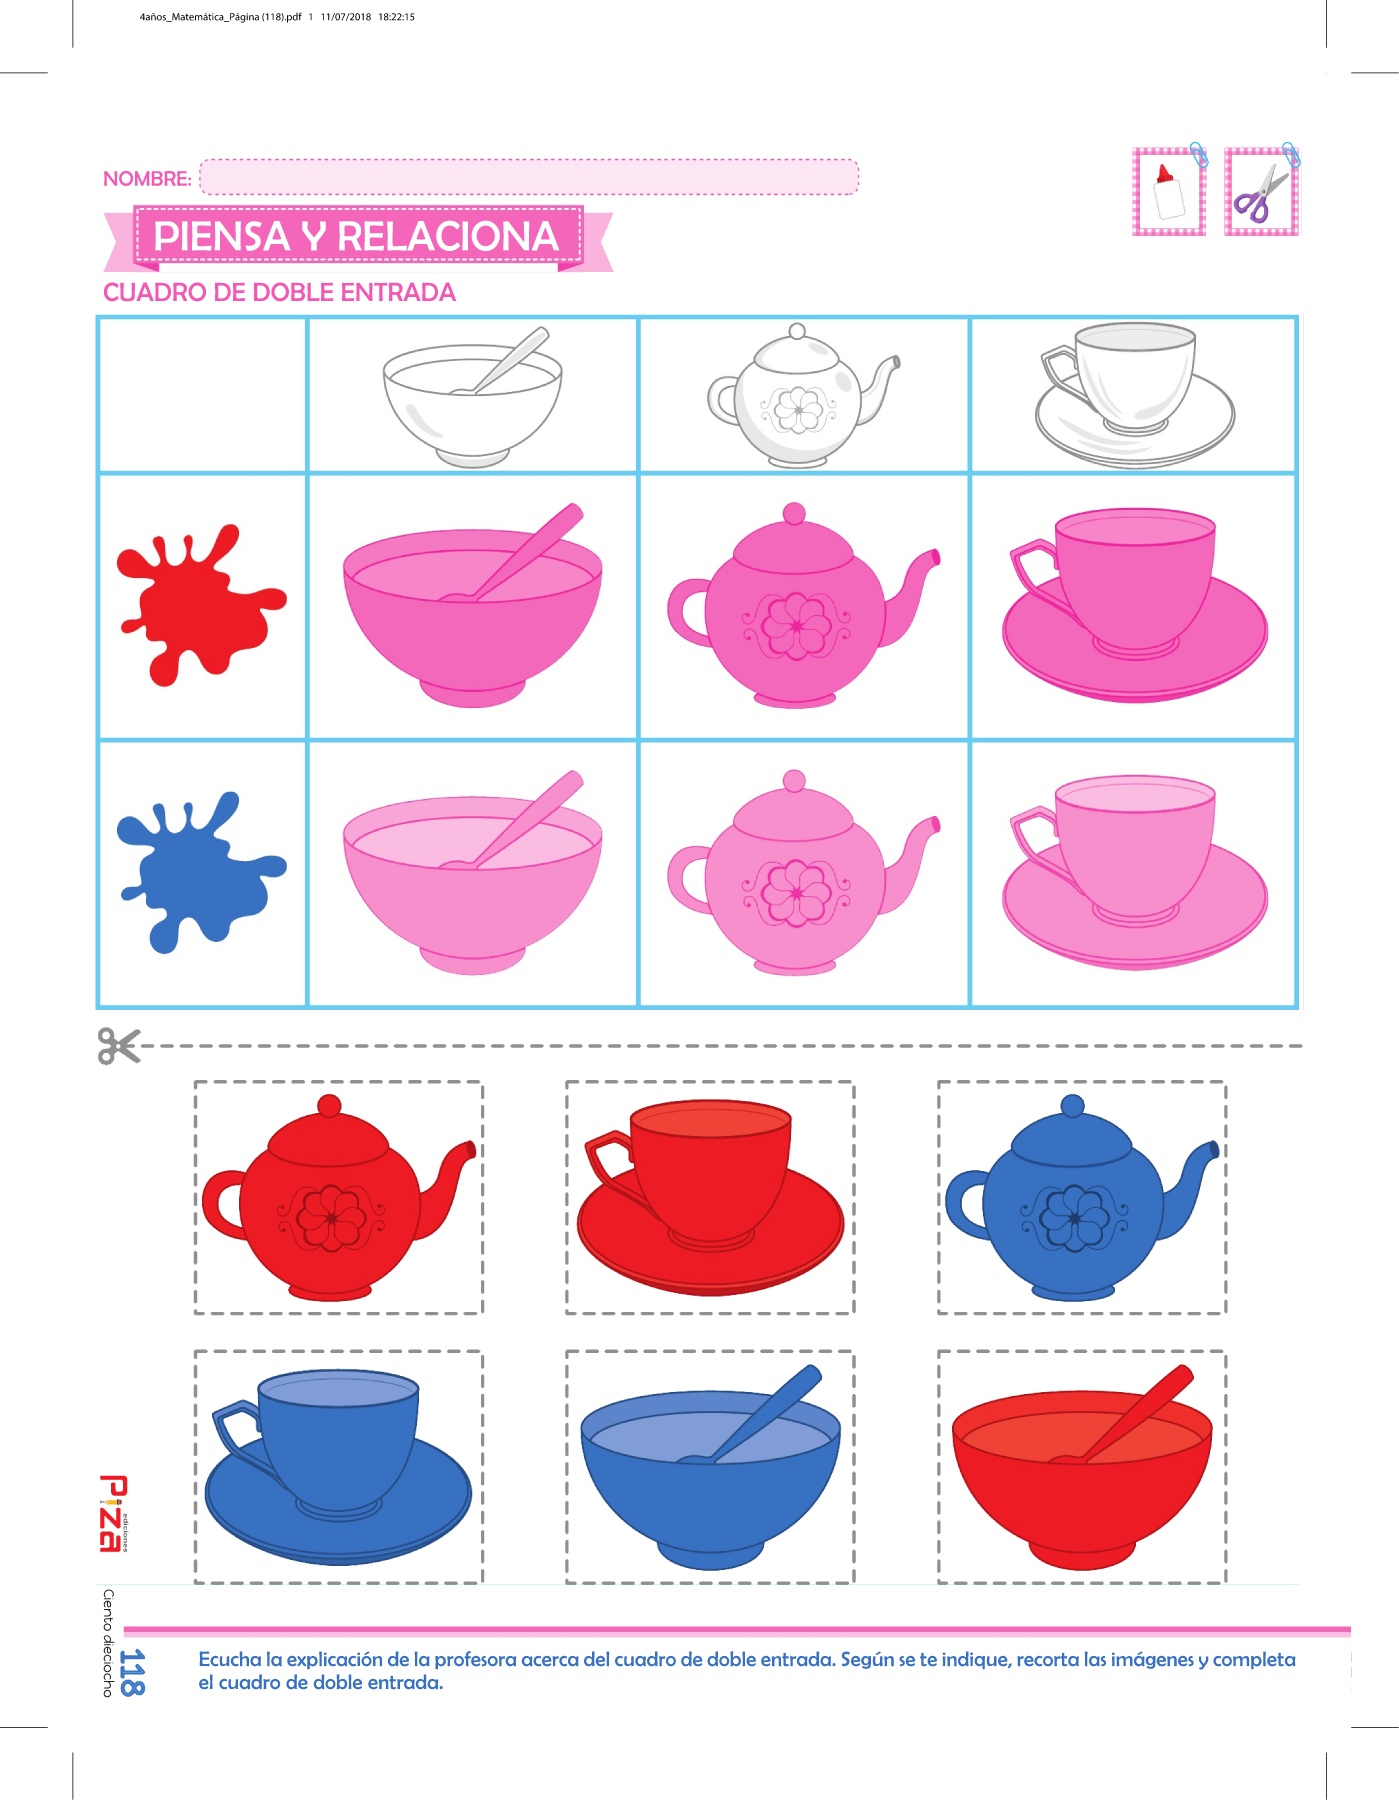 4años_Matemática_Página (118).pdf 1 11/07/2018 18:22:15
NOMBRE:
PIENSA Y RELACIONA
CUADRO DE DOBLE ENTRADA
Piza
ediciones
Ciento dieciocho
118
Ecucha la explicación de la profesora acerca del cuadro de doble entrada. Según se te indique, recorta las imágenes y completa
el cuadro de doble entrada.